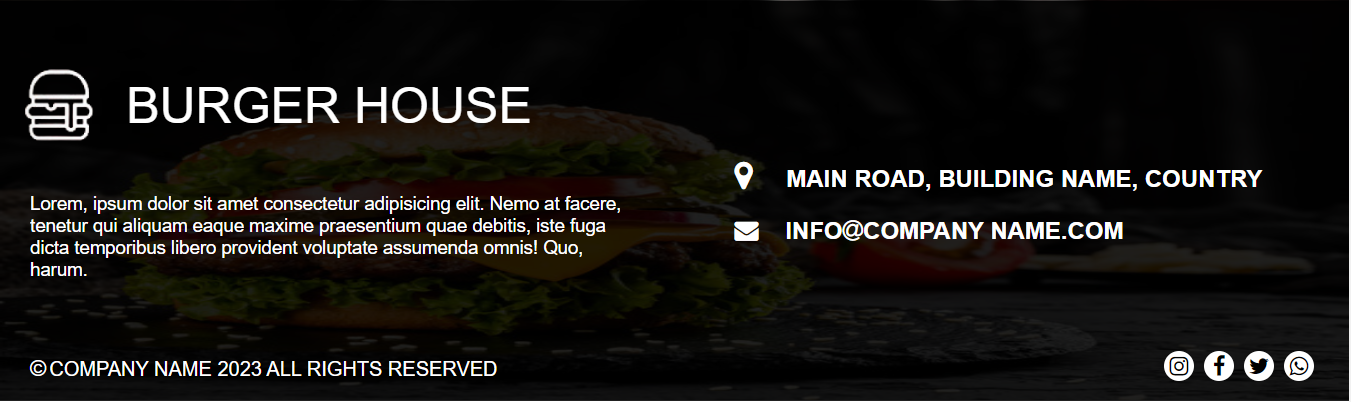 BURGER HOUSE
Lorem, ipsum dolor sit amet consectetur adipisicing elit. Nemo at facere,
tenetur qui aliquam eaque maxime praesentium quae debitis, iste fuga
dicta temporibus libero provident voluptate assumenda omnis! Quo,
harum.
MAIN ROAD, BUILDING NAME, COUNTRY
INFO@COMPANY NAME.COM
©COMPANY NAME 2023 ALL RIGHTS RESERVED